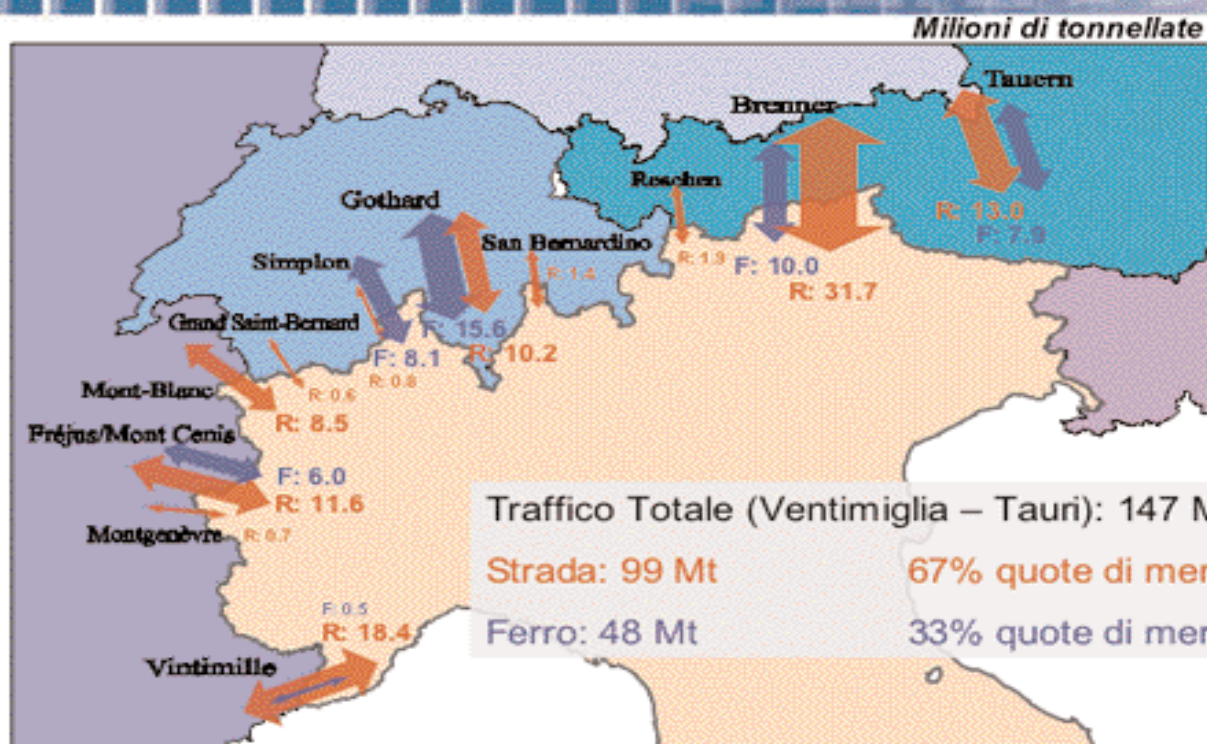 Milioni di tonnellate
Tauern
Brenner
Reschen
Gothard
R: 13.0
F: 7.9
San Bernardino
R: 1.9
Simplon
R: 1.4
F: 10.0
R: 31.7
Grand Saint-Bernard
F: 15.6
F: 8.1
R: 10.2
R: 0.8
Mont-Blanc
R: 0.6
R: 8.5
Fréjus/Mont Cenis
F: 6.0
R: 11.6
Montgenèvre
R: 0.7
Traffico Totale (Ventimiglia – Tauri): 147 M
Strada: 99 Mt 67% quote di mer
Ferro: 48 Mt 33% quote di mer
F 0.5
R: 18.4
Vintimille